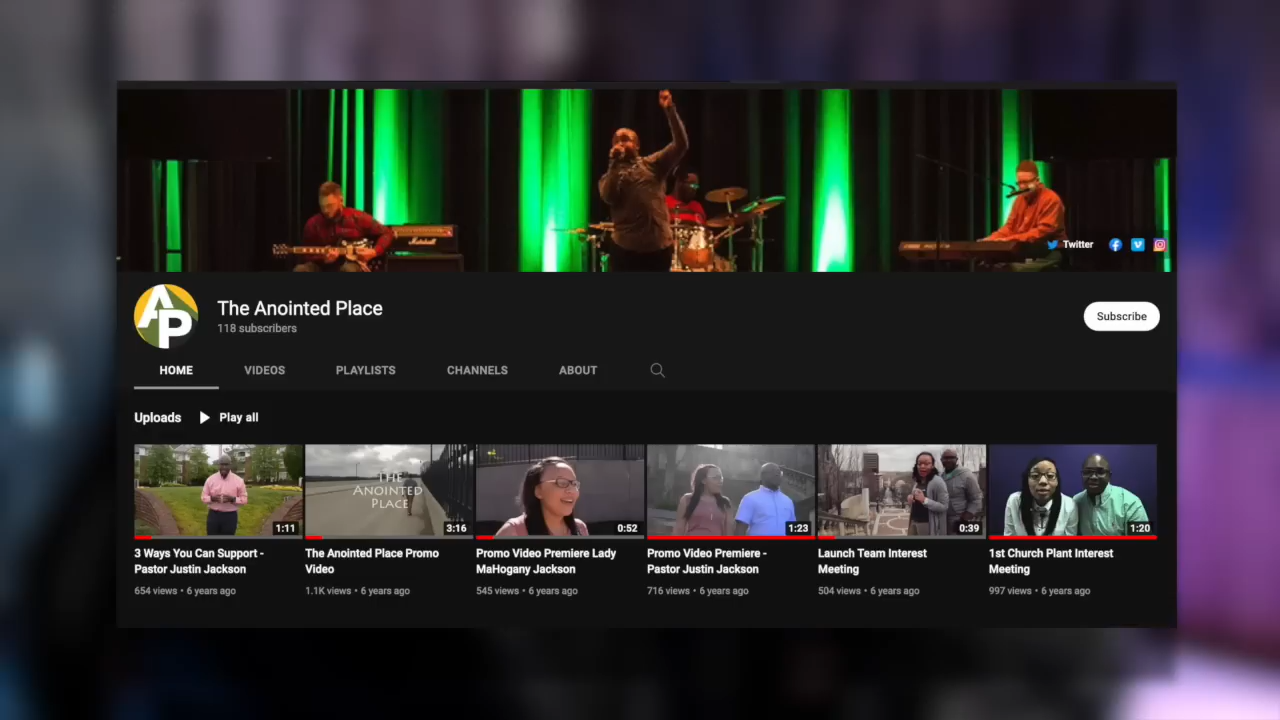 Marshall
Twitter
AP
The Anointed Place
118 subscribers
Subscribe
HOME VIDEOS PLAYLISTS CHANNELS ABOUT
Uploads Play all
THE
ANOINTED
PLACE
1:11 3:16 0:52 1:23 0:39 1:20
3 Ways You Can Support -
Pastor Justin Jackson
654 views • 6 years ago
The Anointed Place Promo
Video
1.1K views • 6 years ago
Promo Video Premiere Lady
MaHogany Jackson
545 views • 6 years ago
Promo Video Premiere -
Pastor Justin Jackson
716 views • 6 years ago
Launch Team Interest
Meeting
504 views • 6 years ago
1st Church Plant Interest
Meeting
997 views • 6 years ago